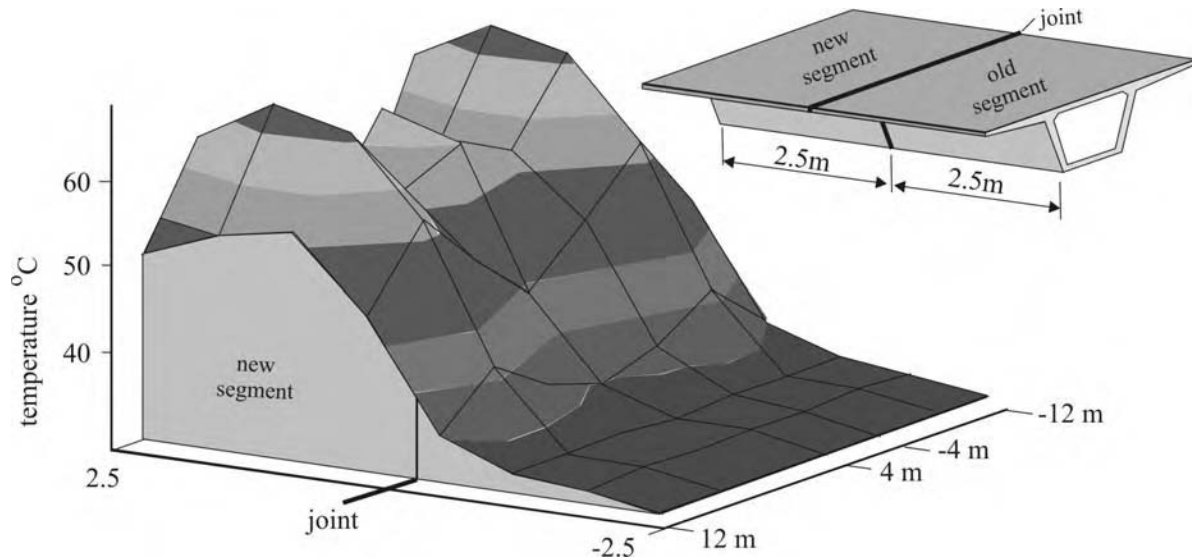 joint
new
segment
old
segment
2.5m
2.5m
60
50
40
temperature °C
new
segment
2.5
joint
-2.5
12 m
4 m
-4 m
-12 m